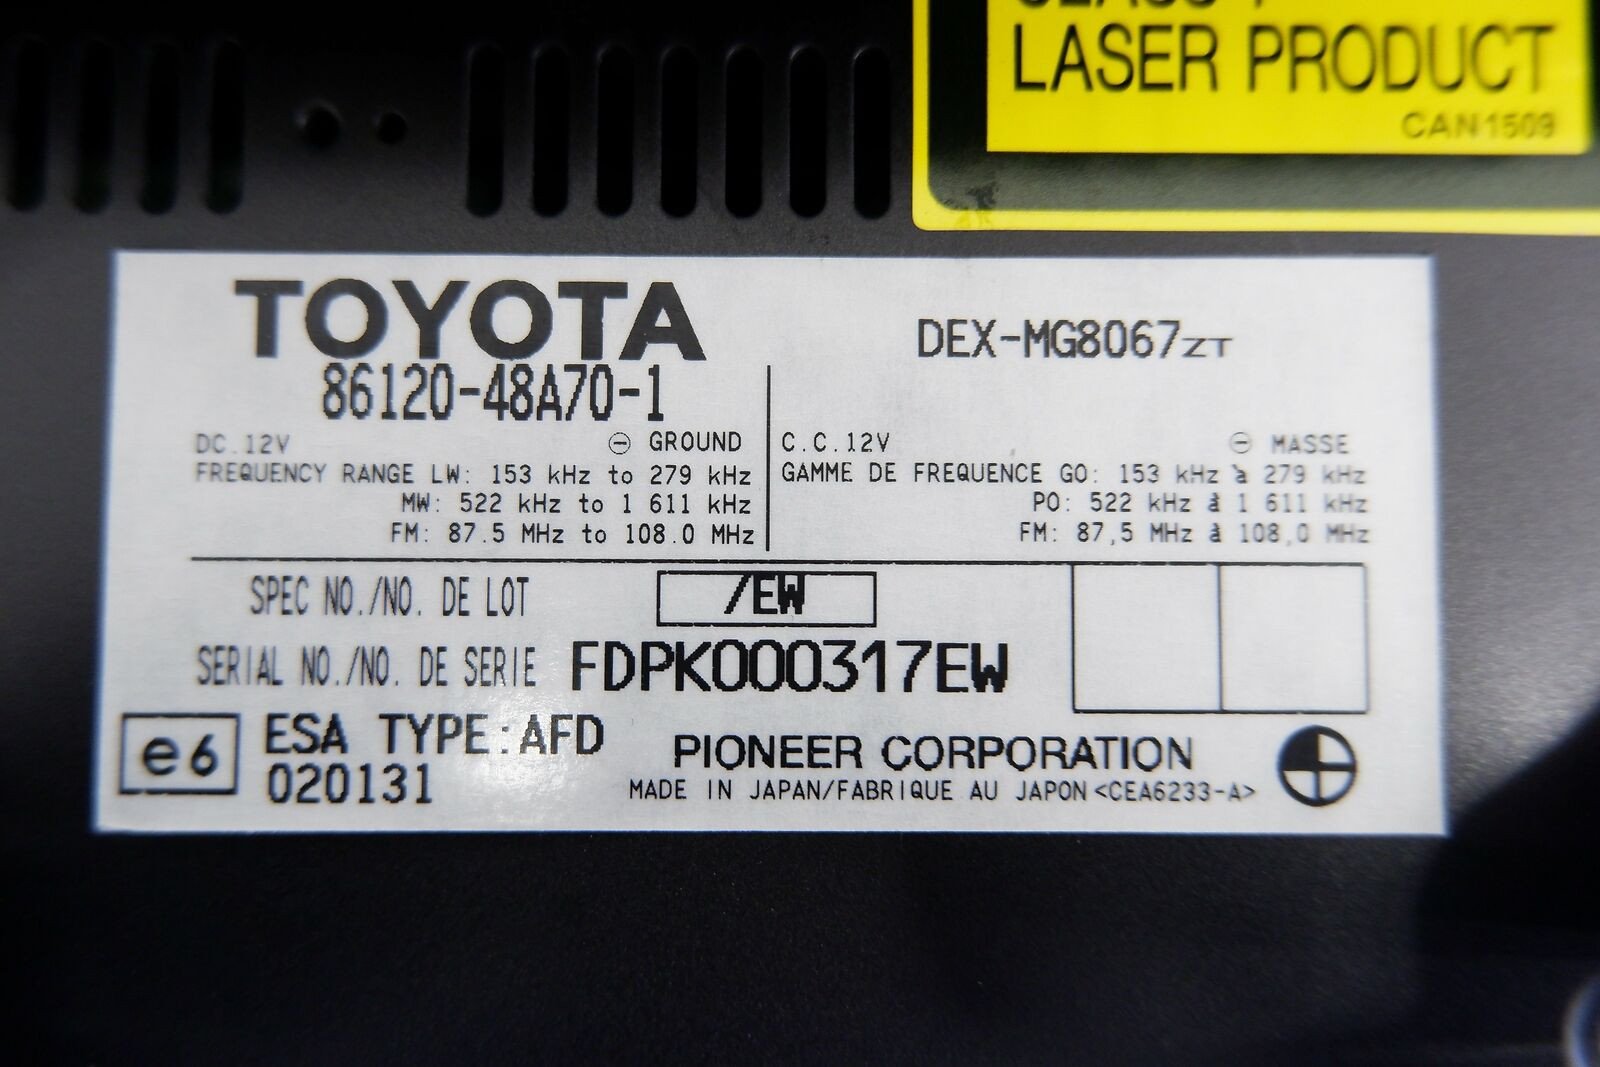 LASER PRODUCT
CAN1509
TOYOTA
86120-48A70-1
DEX-MG8067ZT
DC.12V ⊖ GROUND
FREQUENCY RANGE LW: 153 kHz to 279 kHz
MW: 522 kHz to 1 611 kHz
FM: 87.5 MHz to 108.0 MHz
C.C.12V ⊖ MASSE
GAMME DE FREQUENCE GO: 153 kHz à 279 kHz
PO: 522 kHz à 1 611 kHz
FM: 87,5 MHz à 108,0 MHz
SPEC NO./NO. DE LOT /EW
SERIAL NO./NO. DE SERIE FDPK000317EW
e6 ESA TYPE:AFD
020131
PIONEER CORPORATION
MADE IN JAPAN/FABRIQUE AU JAPON <CEA6233-A>